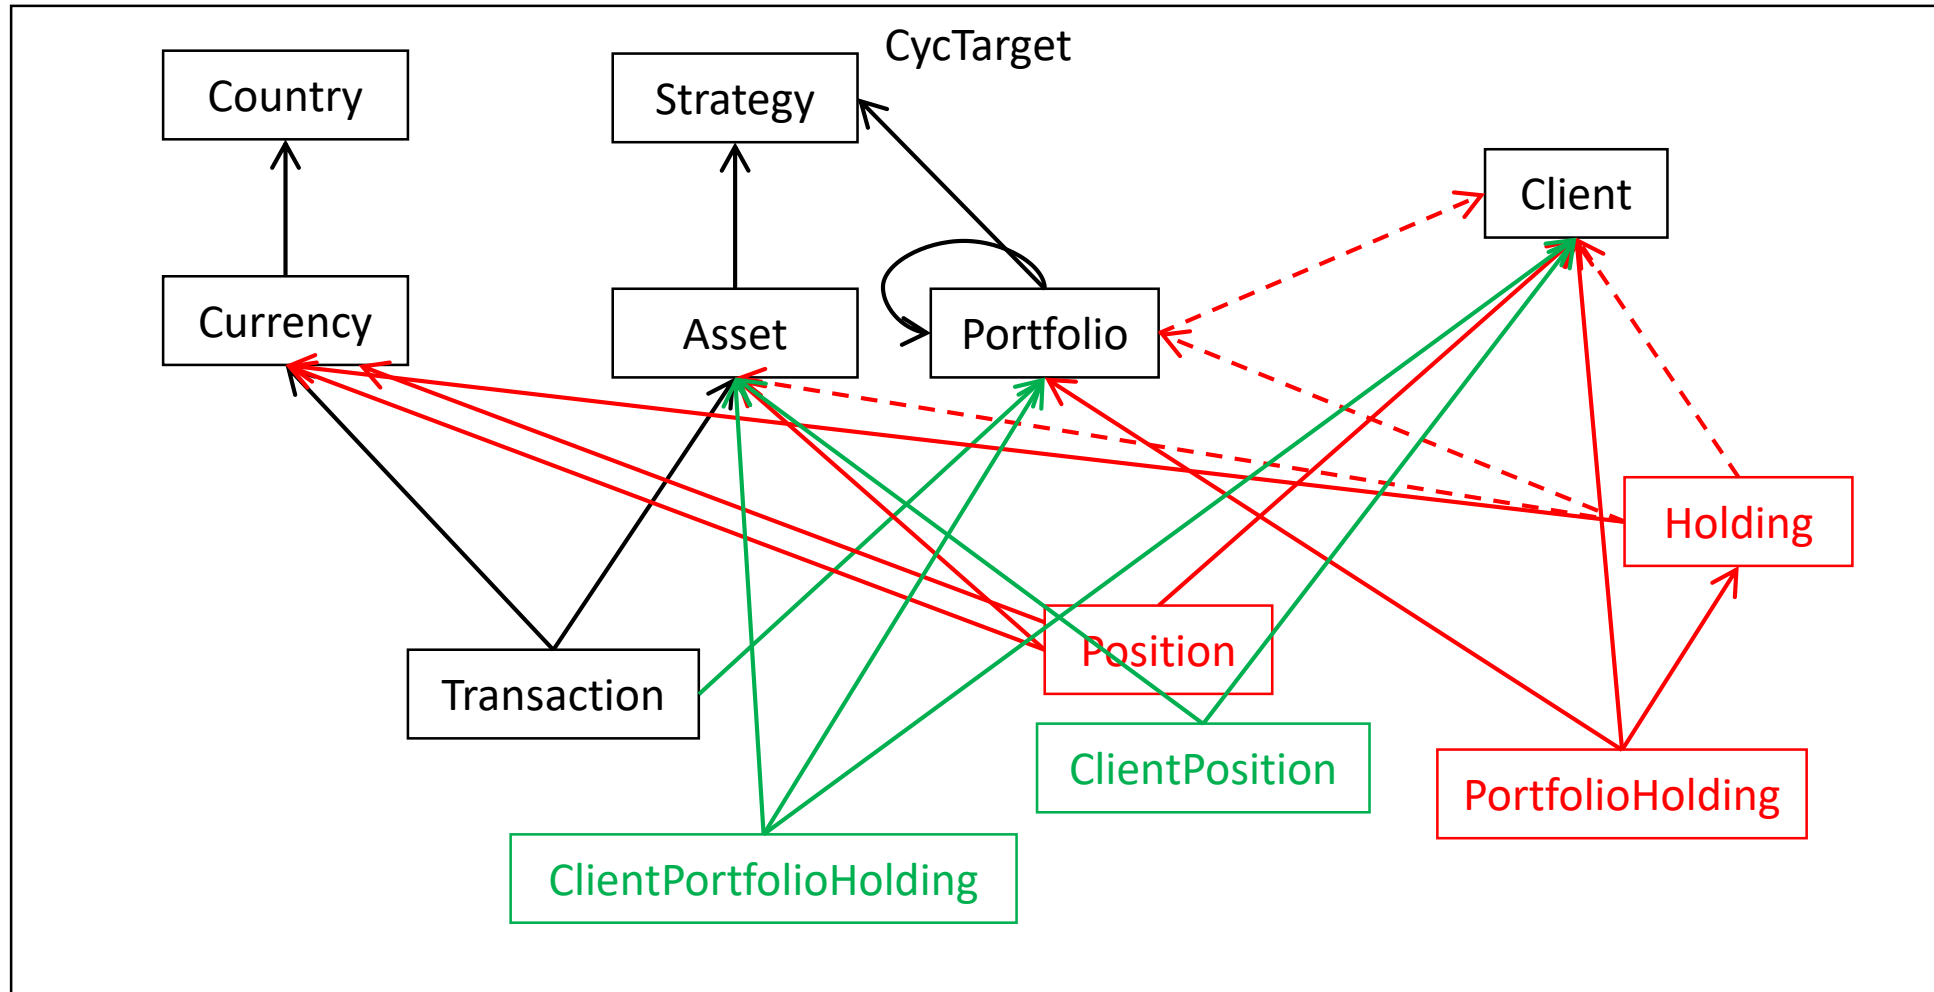 CycTarget
Country
Strategy
Client
Currency
Asset
Portfolio
Holding
Position
Transaction
ClientPosition
PortfolioHolding
ClientPortfolioHolding